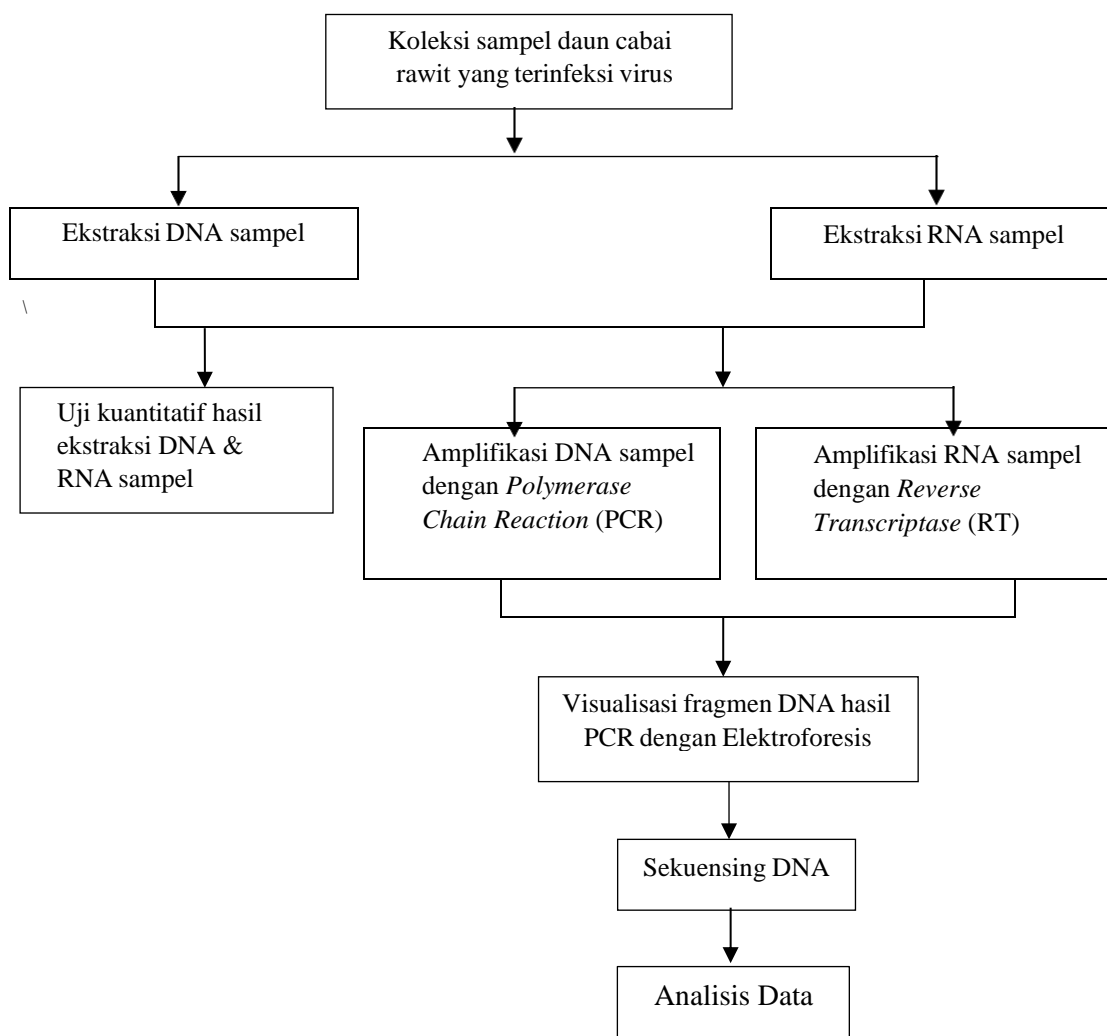 Koleksi sampel daun cabai
rawit yang terinfeksi virus
Ekstraksi DNA sampel
Ekstraksi RNA sampel
\
Uji kuantitatif hasil
ekstraksi DNA &
RNA sampel
Amplifikasi DNA sampel
dengan Polymerase
Chain Reaction (PCR)
Amplifikasi RNA sampel
dengan Reverse
Transcriptase (RT)
Visualisasi fragmen DNA hasil
PCR dengan Elektroforesis
Sekuensing DNA
Analisis Data